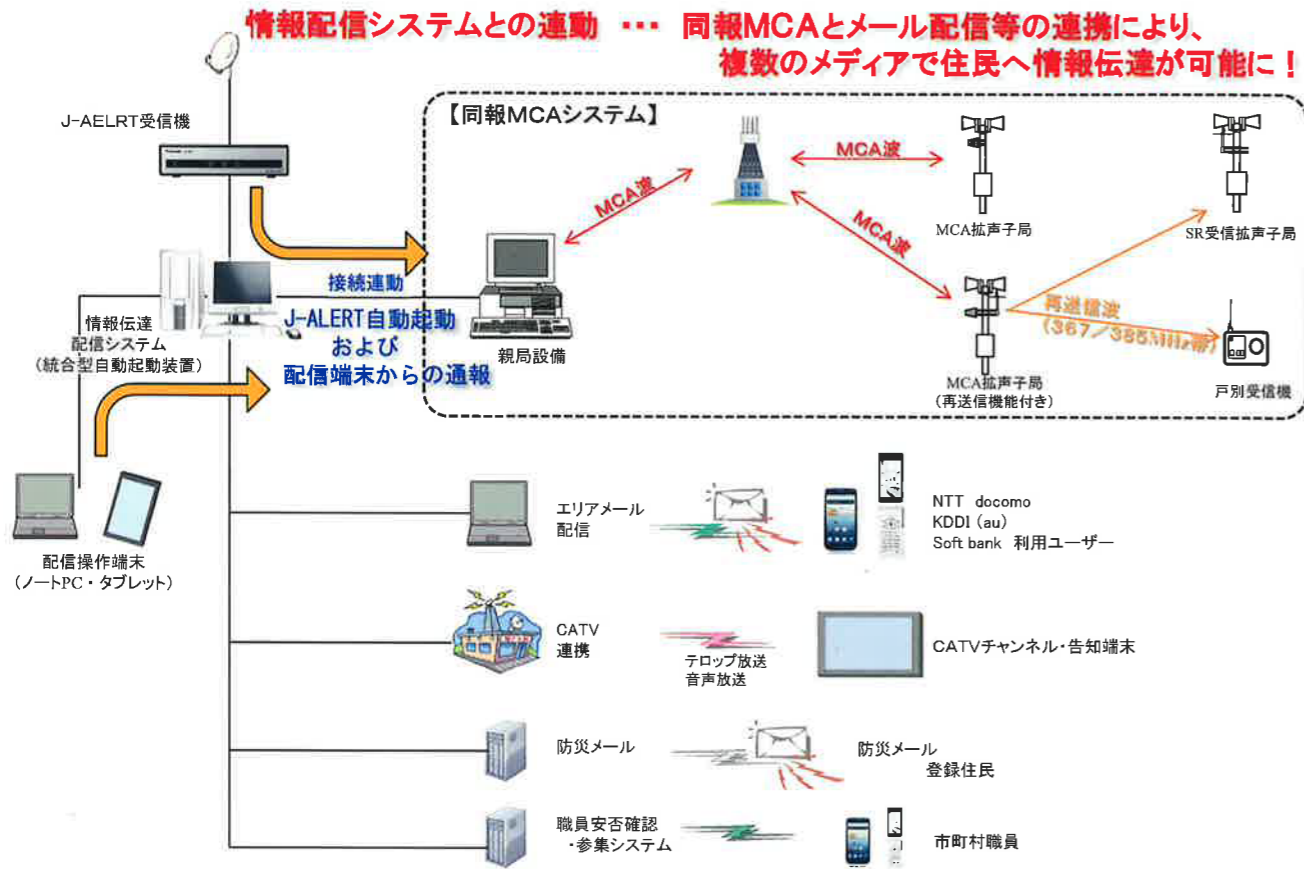 情報配信システムとの連動 ･･･ 同報MCAとメール配信等の連携により、
複数のメディアで住民へ情報伝達が可能に！
J-AELRT受信機
【同報MCAシステム】
MCA波
MCA波
MCA波
MCA拡声子局
SR受信拡声子局
接続連動
J-ALERT自動起動
および
配信端末からの通報
親局設備
再送信波
(367／385MHz帯)
MCA拡声子局
(再送信機能付き)
戸別受信機
情報伝達
配信システム
(統合型自動起動装置)
配信操作端末
(ノートPC・タブレット)
エリアメール
配信
NTT docomo
KDDI (au)
Soft bank 利用ユーザー
CATV
連携
テロップ放送
音声放送
CATVチャンネル・告知端末
防災メール
防災メール
登録住民
職員安否確認
・参集システム
市町村職員